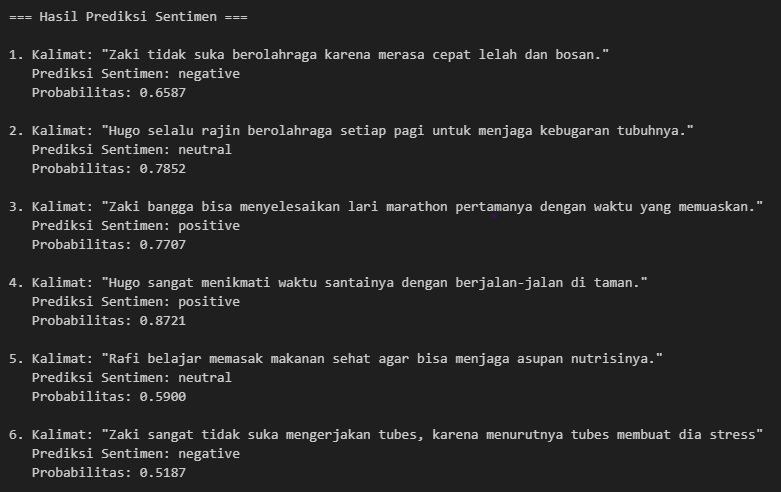 === Hasil Prediksi Sentimen ===
1. Kalimat: "Zaki tidak suka berolahraga karena merasa cepat lelah dan bosan."
Prediksi Sentimen: negative
Probabilitas: 0.6587
2. Kalimat: "Hugo selalu rajin berolahraga setiap pagi untuk menjaga kebugaran tubuhnya."
Prediksi Sentimen: neutral
Probabilitas: 0.7852
3. Kalimat: "Zaki bangga bisa menyelesaikan lari marathon pertamanya dengan waktu yang memuaskan."
Prediksi Sentimen: positive
Probabilitas: 0.7707
4. Kalimat: "Hugo sangat menikmati waktu santainya dengan berjalan-jalan di taman."
Prediksi Sentimen: positive
Probabilitas: 0.8721
5. Kalimat: "Rafi belajar memasak makanan sehat agar bisa menjaga asupan nutrisinya."
Prediksi Sentimen: neutral
Probabilitas: 0.5900
6. Kalimat: "Zaki sangat tidak suka mengerjakan tubes, karena menurutnya tubes membuat dia stress"
Prediksi Sentimen: negative
Probabilitas: 0.5187